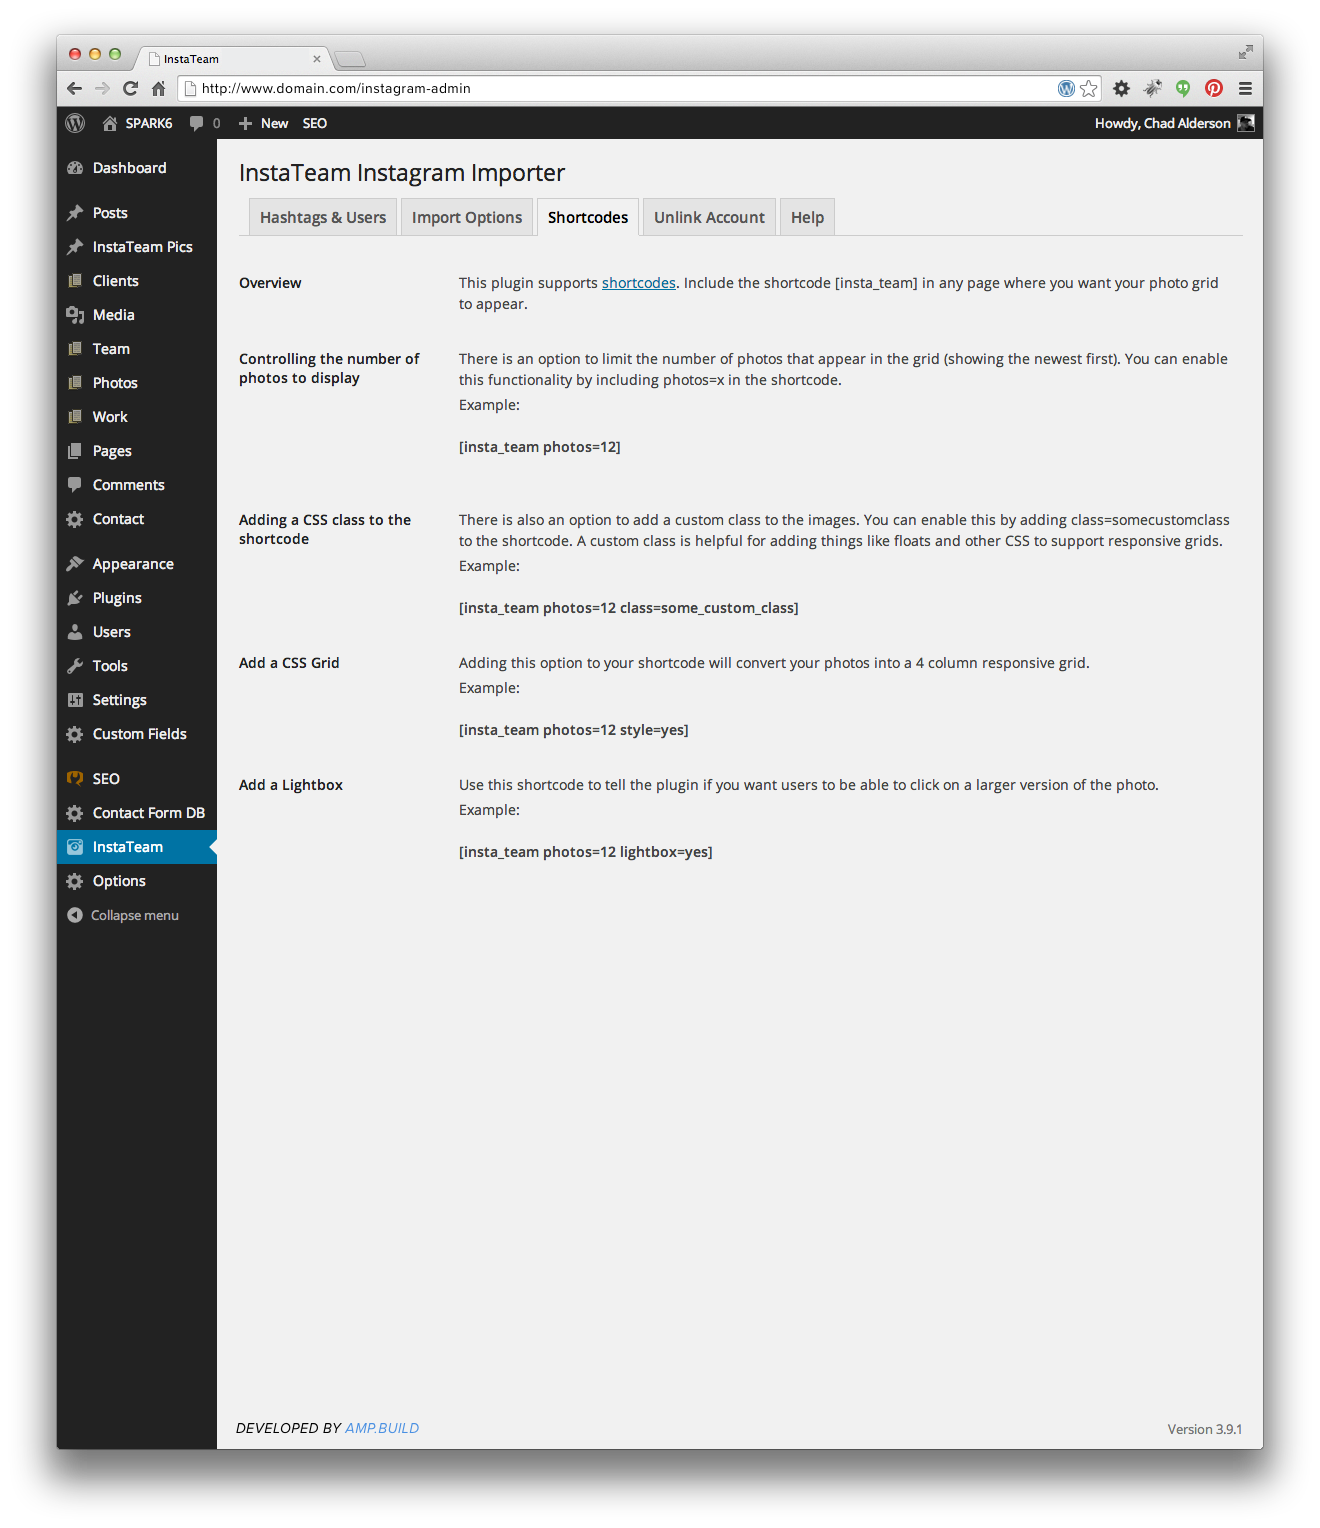 InstaTeam
http://www.domain.com/instagram-admin
SPARK6 0 New SEO Howdy, Chad Alderson
Dashboard
Posts
InstaTeam Pics
Clients
Media
Team
Photos
Work
Pages
Comments
Contact
Appearance
Plugins
Users
Tools
Settings
Custom Fields
SEO
Contact Form DB
InstaTeam
Options
Collapse menu
InstaTeam Instagram Importer
Hashtags & Users Import Options Shortcodes Unlink Account Help
Overview
This plugin supports shortcodes. Include the shortcode [insta_team] in any page where you want your photo grid
to appear.
Controlling the number of
photos to display
There is an option to limit the number of photos that appear in the grid (showing the newest first). You can enable
this functionality by including photos=x in the shortcode.
Example:
[insta_team photos=12]
Adding a CSS class to the
shortcode
There is also an option to add a custom class to the images. You can enable this by adding class=somecustomclass
to the shortcode. A custom class is helpful for adding things like floats and other CSS to support responsive grids.
Example:
[insta_team photos=12 class=some_custom_class]
Add a CSS Grid
Adding this option to your shortcode will convert your photos into a 4 column responsive grid.
Example:
[insta_team photos=12 style=yes]
Add a Lightbox
Use this shortcode to tell the plugin if you want users to be able to click on a larger version of the photo.
Example:
[insta_team photos=12 lightbox=yes]
DEVELOPED BY AMP.BUILD
Version 3.9.1